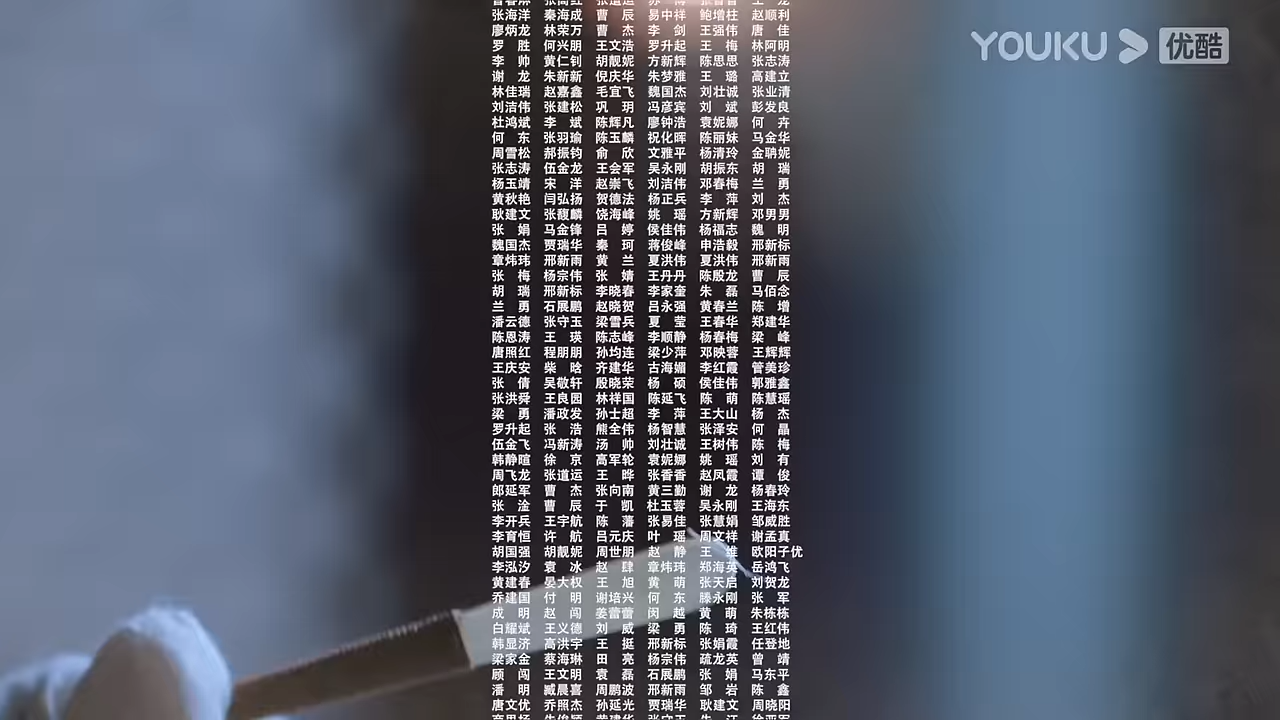 YOUKU 优酷
张海洋 秦海成 曹 辰 易中祥 鲍增柱 赵顺利
廖炳龙 林荣万 曹 杰 李 剑 王强伟 唐 佳
罗 胜 何兴朋 王文浩 罗升起 王 梅 林阿明
李 帅 黄仁钊 胡靓妮 方新辉 陈思思 张志涛
谢 龙 朱新新 倪庆华 朱梦雅 王 璐 高建立
林佳瑞 赵嘉鑫 毛宜飞 魏国杰 刘壮诚 张业清
刘洁伟 张建松 巩 玥 冯彦宾 刘 斌 彭发良
杜鸿斌 李 斌 陈辉凡 廖钟浩 袁妮娜 何 卉
何 东 张羽瑜 陈玉麟 祝化晖 陈丽妹 马金华
周雪松 郝振钧 俞 欣 文雅平 杨清玲 金聃妮
张志涛 伍金龙 王会军 吴永刚 胡振东 胡 瑞
杨玉靖 宋 洋 赵崇飞 刘洁伟 邓春梅 兰 勇
黄秋艳 闫弘扬 贺德法 杨正兵 李 萍 刘 杰
耿建文 张馥麟 饶海峰 姚 瑶 方新辉 邓男男
张 娟 马金锋 吕 婷 侯佳伟 杨福志 魏 明
魏国杰 贾瑞华 秦 珂 蒋俊峰 申浩毅 邢新标
章炜玮 邢新雨 黄 兰 夏洪伟 夏洪伟 邢新雨
张 梅 杨宗伟 张 婧 王丹丹 陈殷龙 曹 辰
胡 瑞 邢新标 李晓春 李家奎 朱 磊 马佰念
兰 勇 石展鹏 赵晓贺 吕永强 黄春兰 陈 增
潘云德 张守玉 梁雪兵 夏 莹 王春华 郑建华
陈恩涛 王 瑛 陈志峰 李顺静 杨春梅 梁 峰
唐照红 程朋朋 孙均连 梁少萍 邓映蓉 王辉辉
王庆安 柴 晗 齐建华 古海媚 李红霞 管美珍
张 倩 吴敬轩 殷晓荣 杨 硕 侯佳伟 郭雅鑫
张洪舜 王良园 林祥国 陈延飞 陈 萌 陈慧瑶
梁 勇 潘政发 孙士超 李 萍 王大山 杨 杰
罗升起 张 浩 熊全伟 杨智慧 张泽安 何 晶
伍金飞 冯新涛 汤 帅 刘壮诚 王树伟 陈 梅
韩静暄 徐 京 高军轮 袁妮娜 姚 瑶 刘 有
周飞龙 张道运 王 晔 张香香 赵凤霞 谭 俊
郎延军 曹 杰 张向南 黄三勤 谢 龙 杨春玲
张 淦 曹 辰 于 凯 杜玉蓉 吴永刚 王海东
李开兵 王宇航 陈 藩 张易佳 张慧娟 邹威胜
李育恒 许 航 吕元庆 叶 瑶 周文祥 谢孟真
胡国强 胡靓妮 周世朋 赵 静 王 维 欧阳子优
李泓汐 袁 冰 赵 肆 章炜玮 郑海英 岳鸿飞
黄建春 晏大权 王 旭 黄 萌 张天启 刘贺龙
乔建国 付 明 谢培兴 何 东 滕永刚 张 军
成 明 赵 闯 姜蕾蕾 闵 越 黄 萌 朱栋栋
白耀斌 王义德 刘 威 梁 勇 陈 琦 王红伟
韩显济 高洪宇 王 挺 邢新标 张娟霞 任登地
梁家金 蔡海琳 田 亮 杨宗伟 疏龙英 曾 靖
顾 闯 王文明 袁 磊 石展鹏 张 娟 马东平
潘 明 臧晨喜 周鹏波 邢新雨 邹 岩 陈 鑫
唐文优 乔照杰 孙延光 贾瑞华 耿建文 周晓阳